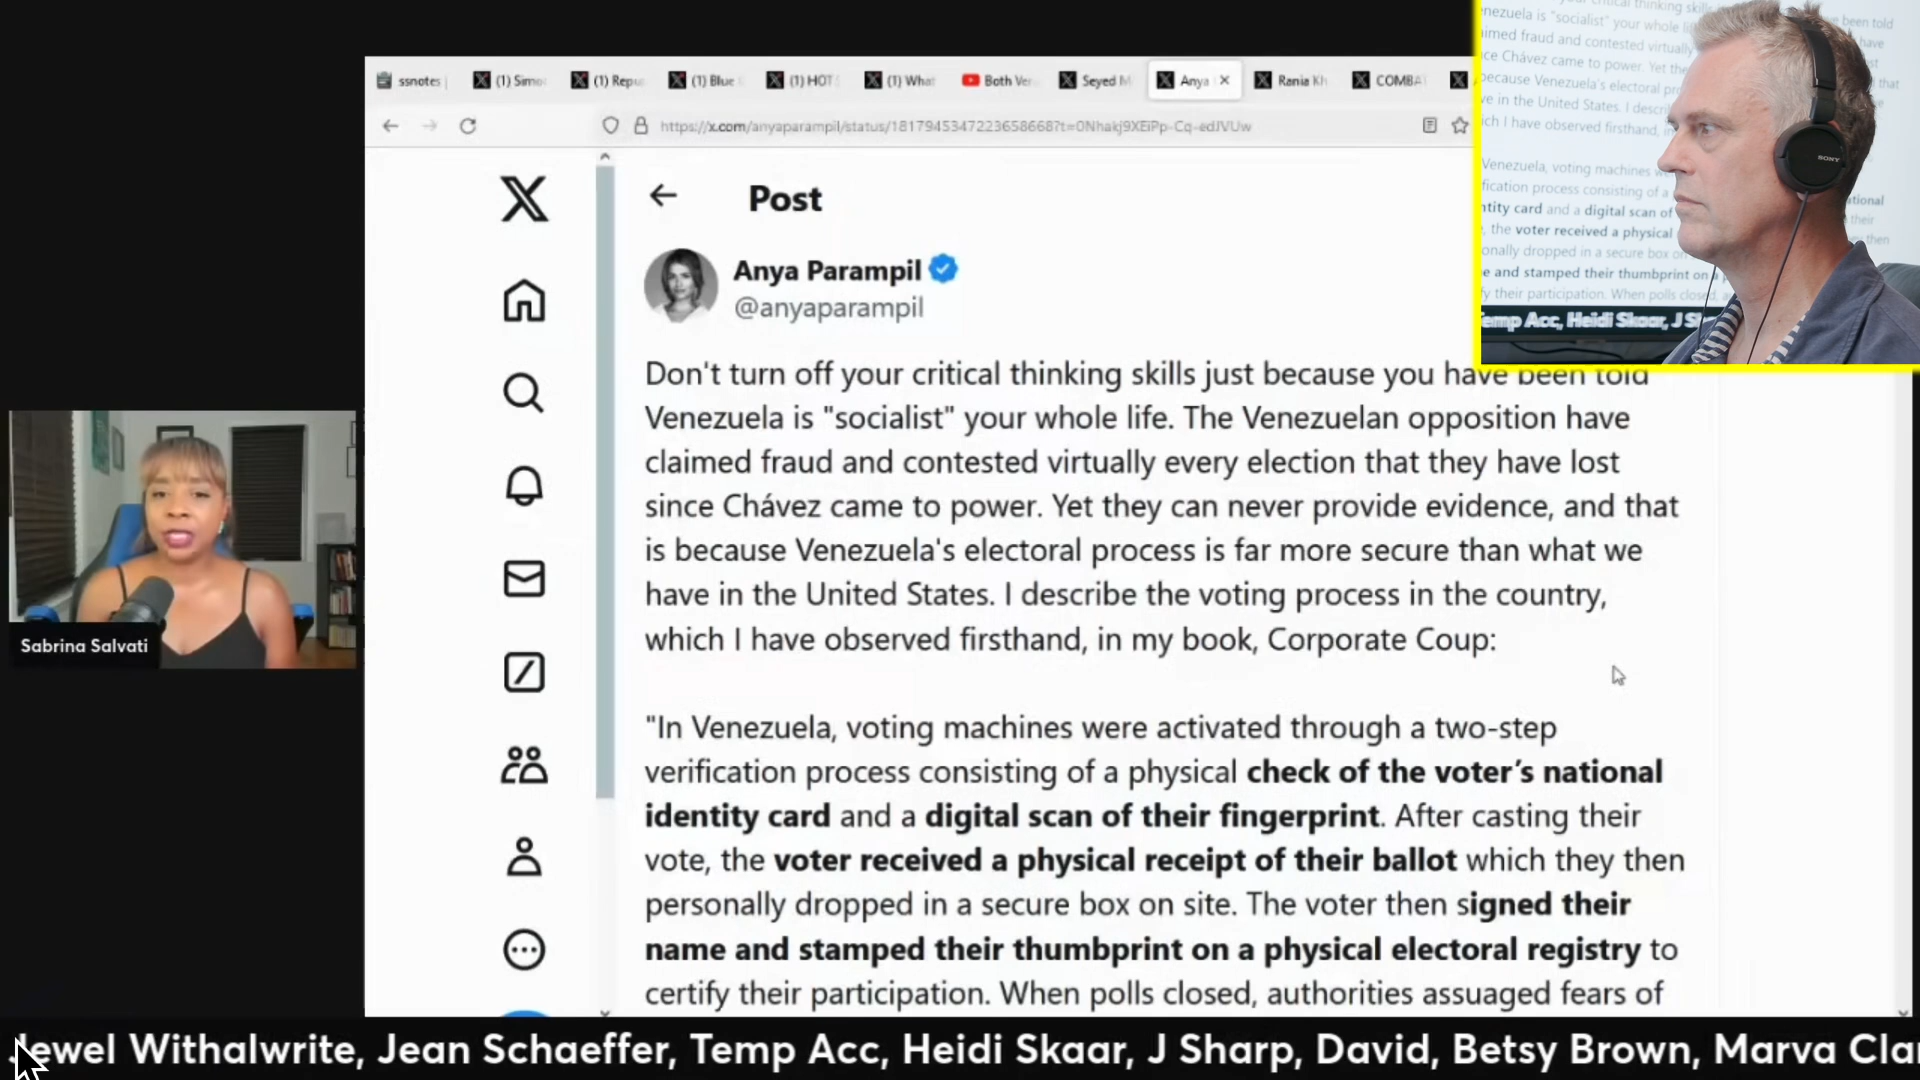 ssnotes
(1) Simo
(1) Repu
(1) Blue
(1) HOT
(1) What
Both Ver
Seyed M
Anya
Rania Kh
COMBA
https://x.com/anyaparampil/status/1817945347223658668?t=0Nhakj9XEiPp-Cq-edJVUw
Post
Anya Parampil
@anyaparampil
Don't turn off your critical thinking skills just because you have been told
Venezuela is "socialist" your whole life. The Venezuelan opposition have
claimed fraud and contested virtually every election that they have lost
since Chávez came to power. Yet they can never provide evidence, and that
is because Venezuela's electoral process is far more secure than what we
have in the United States. I describe the voting process in the country,
which I have observed firsthand, in my book, Corporate Coup:
"In Venezuela, voting machines were activated through a two-step
verification process consisting of a physical check of the voter's national
identity card and a digital scan of their fingerprint. After casting their
vote, the voter received a physical receipt of their ballot which they then
personally dropped in a secure box on site. The voter then signed their
name and stamped their thumbprint on a physical electoral registry to
certify their participation. When polls closed, authorities assuaged fears of
Sabrina Salvati
SONY
Temp Acc, Heidi Skaar, J S
Jewel Withalwrite, Jean Schaeffer, Temp Acc, Heidi Skaar, J Sharp, David, Betsy Brown, Marva Cla